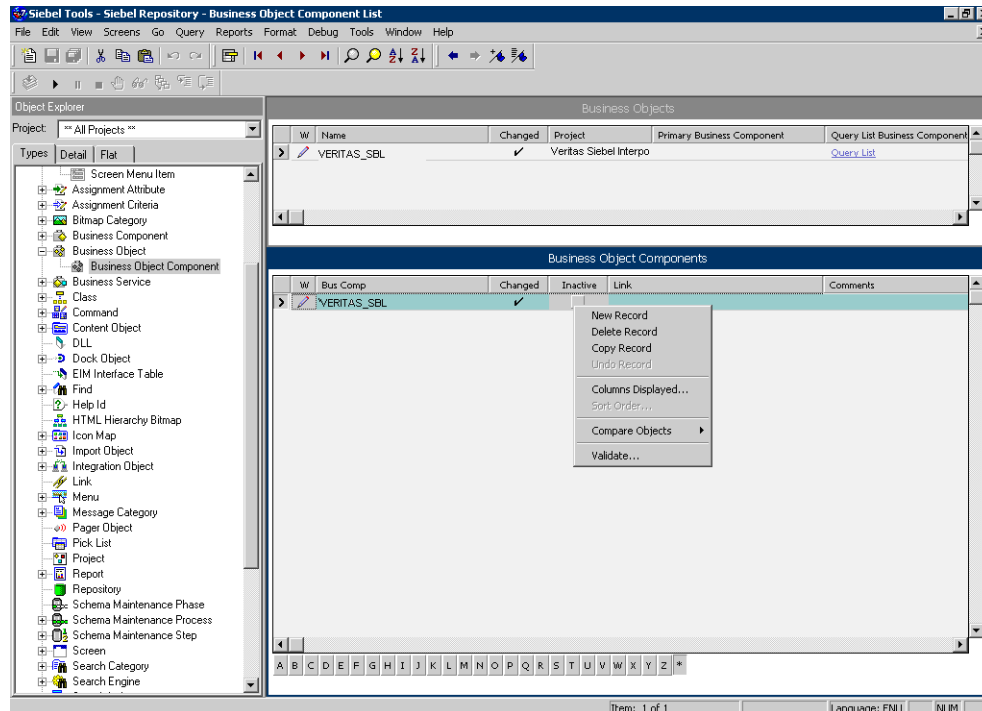 Siebel Tools - Siebel Repository - Business Object Component List
File Edit View Screens Go Query Reports Format Debug Tools Window Help
Object Explorer
Project: ** All Projects **
Types Detail Flat
Screen Menu Item
Assignment Attribute
Assignment Criteria
Bitmap Category
Business Component
Business Object
Business Object Component
Business Service
Class
Command
Content Object
DLL
Dock Object
EIM Interface Table
Find
Help Id
HTML Hierarchy Bitmap
Icon Map
Import Object
Integration Object
Link
Menu
Message Category
Pager Object
Pick List
Project
Report
Repository
Schema Maintenance Phase
Schema Maintenance Process
Schema Maintenance Step
Screen
Search Category
Search Engine
Business Objects
W Name Changed Project Primary Business Component Query List Business Component
VERITAS_SBL Veritas Siebel Interpo Query List
Business Object Components
W Bus Comp Changed Inactive Link Comments
VERITAS_SBL
New Record
Delete Record
Copy Record
Undo Record
Columns Displayed...
Sort Order...
Compare Objects
Validate...
A B C D E F G H I J K L M N O P Q R S T U V W X Y Z *
Item: 1 of 1 Language: ENU NUM